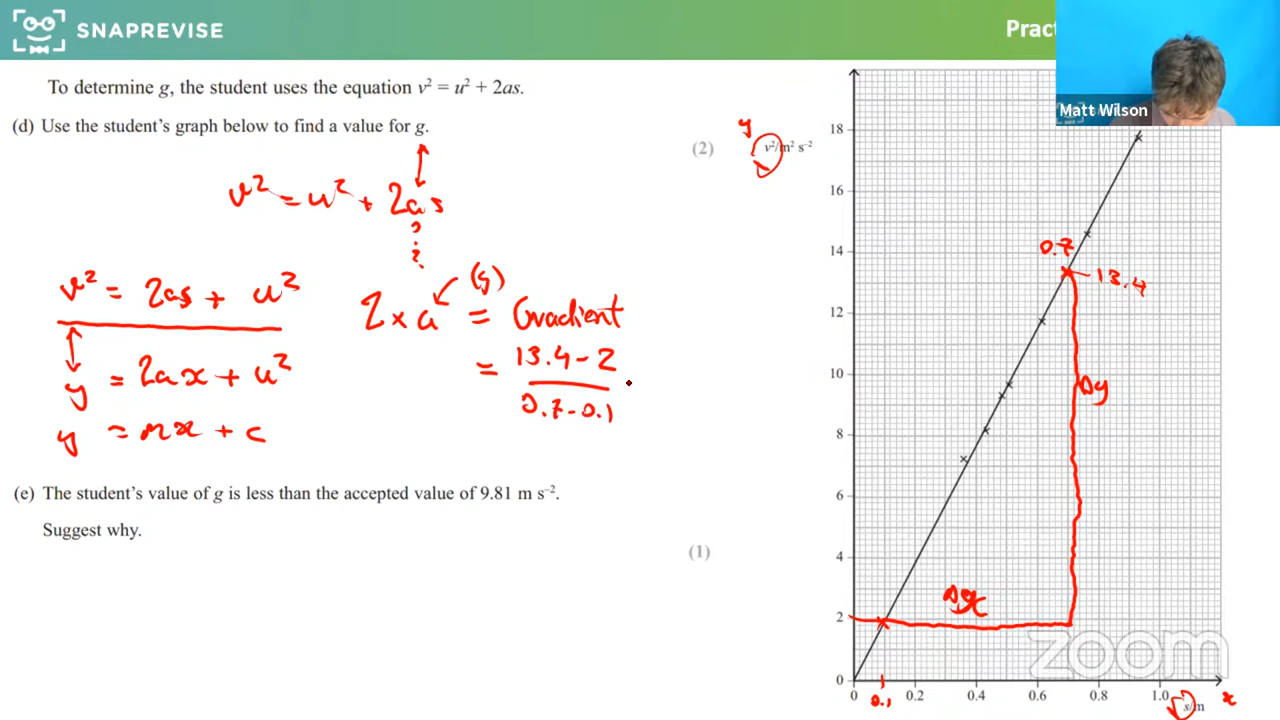 SNAPREVISE
Pract
Matt Wilson
To determine g, the student uses the equation v² = u² + 2as.
(d) Use the student's graph below to find a value for g.
(2)
v² = u² + 2as
?
v² = 2as + u²
y = 2ax + u²
y = mx + c
(g)
2 × a = Gradient
= 13.4 - 2
0.7 - 0.1
(e) The student's value of g is less than the accepted value of 9.81 m s⁻².
Suggest why.
(1)
y
v²/m² s⁻²
18
16
14
12
10
8
6
4
2
0
0.7
13.4
Δy
Δx
0 0.2 0.4 0.6 0.8 1.0
0.1
s/m
x
zoom